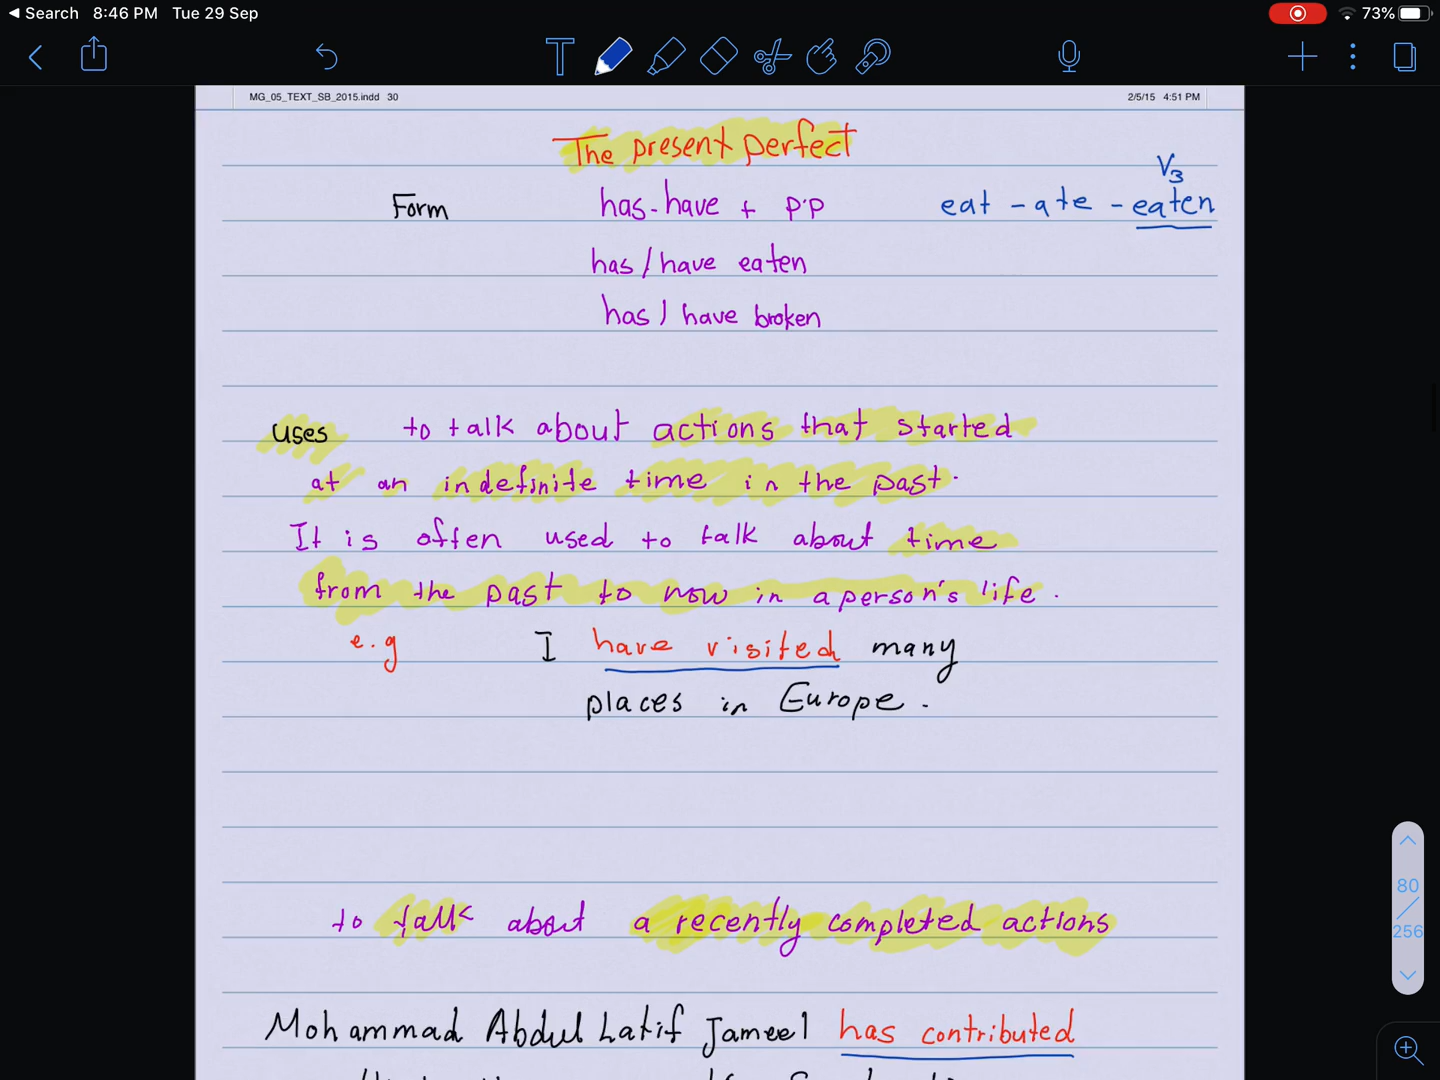 Search 8:46 PM Tue 29 Sep 73%
MG_05_TEXT_SB_2015.indd 30 2/5/15 4:51 PM
The present perfect
V3
Form has-have + p.p eat - ate - eaten
has / have eaten
has / have broken
uses to talk about actions that started
at an indefinite time in the past.
It is often used to talk about time
from the past to now in a person's life.
e.g I have visited many
places in Europe.
80
256
to talk about a recently completed actions
Mohammad Abdul Latif Jameel has contributed